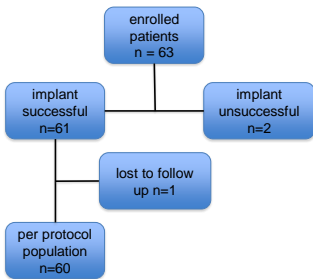 enrolled
patients
n = 63
implant
successful
n=61
implant
unsuccessful
n=2
lost to follow
up n=1
per protocol
population
n=60